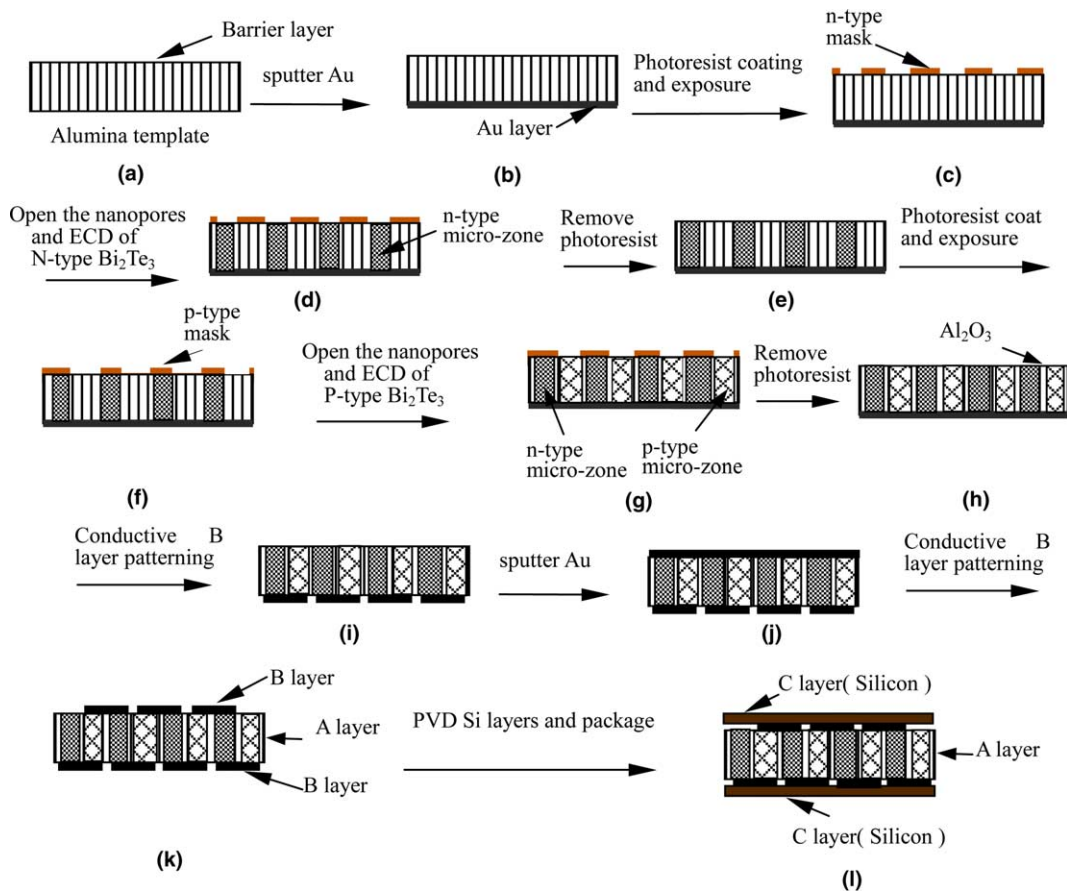 Barrier layer
sputter Au
Alumina template
(a)
Au layer
(b)
Photoresist coating
and exposure
n-type
mask
(c)
Open the nanopores
and ECD of
N-type Bi₂Te₃
n-type
micro-zone
(d)
Remove
photoresist
(e)
Photoresist coat
and exposure
p-type
mask
(f)
Open the nanopores
and ECD of
P-type Bi₂Te₃
n-type
micro-zone
p-type
micro-zone
(g)
Remove
photoresist
Al₂O₃
(h)
Conductive B
layer patterning
(i)
sputter Au
(j)
Conductive B
layer patterning
B layer
A layer
B layer
(k)
PVD Si layers and package
C layer( Silicon )
A layer
C layer( Silicon )
(l)